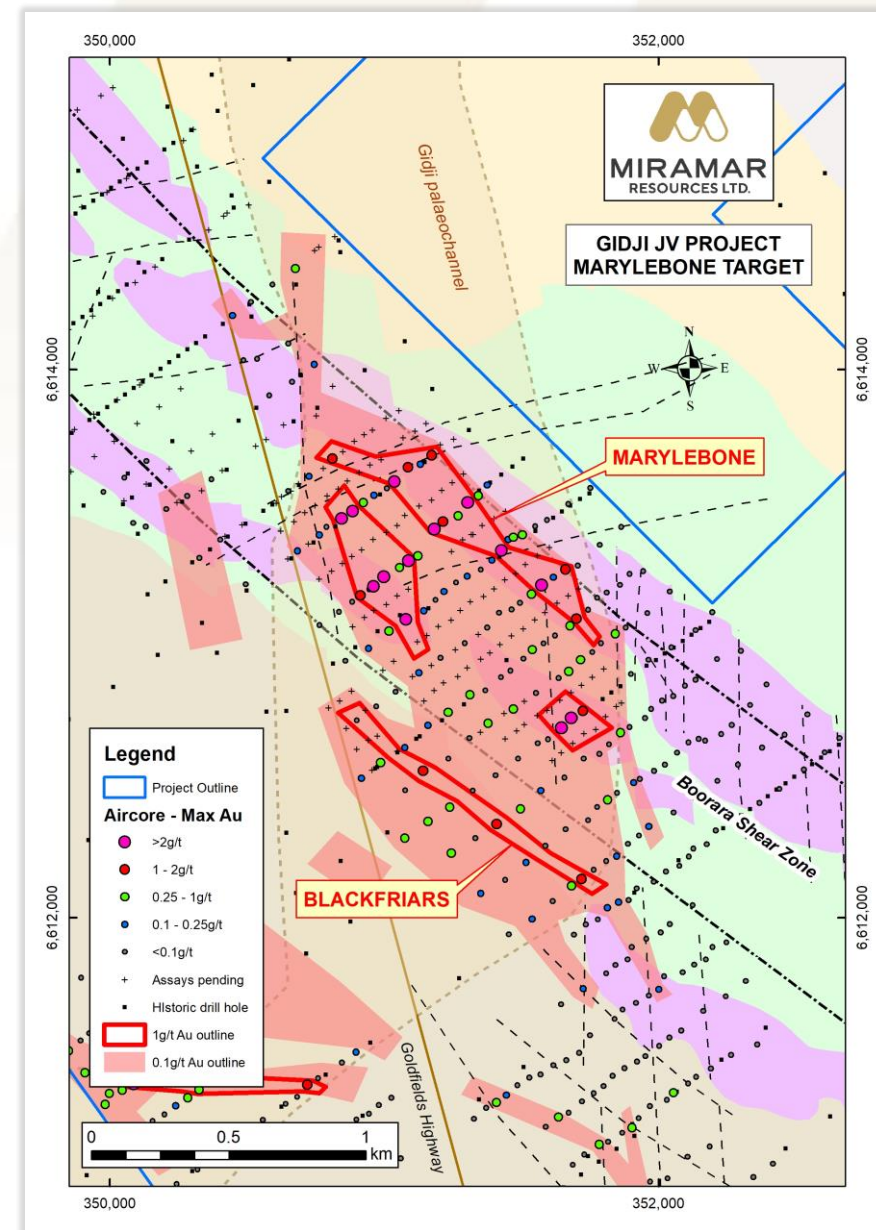 350,000
352,000
MIRAMAR
RESOURCES LTD.
GIDJI JV PROJECT
MARYLEBONE TARGET
Gidji palaeochannel
N
W
E
S
6,614,000
6,614,000
MARYLEBONE
Boorara Shear Zone
BLACKFRIARS
6,612,000
6,612,000
Legend
Project Outline
Aircore - Max Au
>2g/t
1 - 2g/t
0.25 - 1g/t
0.1 - 0.25g/t
<0.1g/t
Assays pending
HIstoric drill hole
1g/t Au outline
0.1g/t Au outline
Goldfields Highway
0
0.5
1
km
350,000
352,000